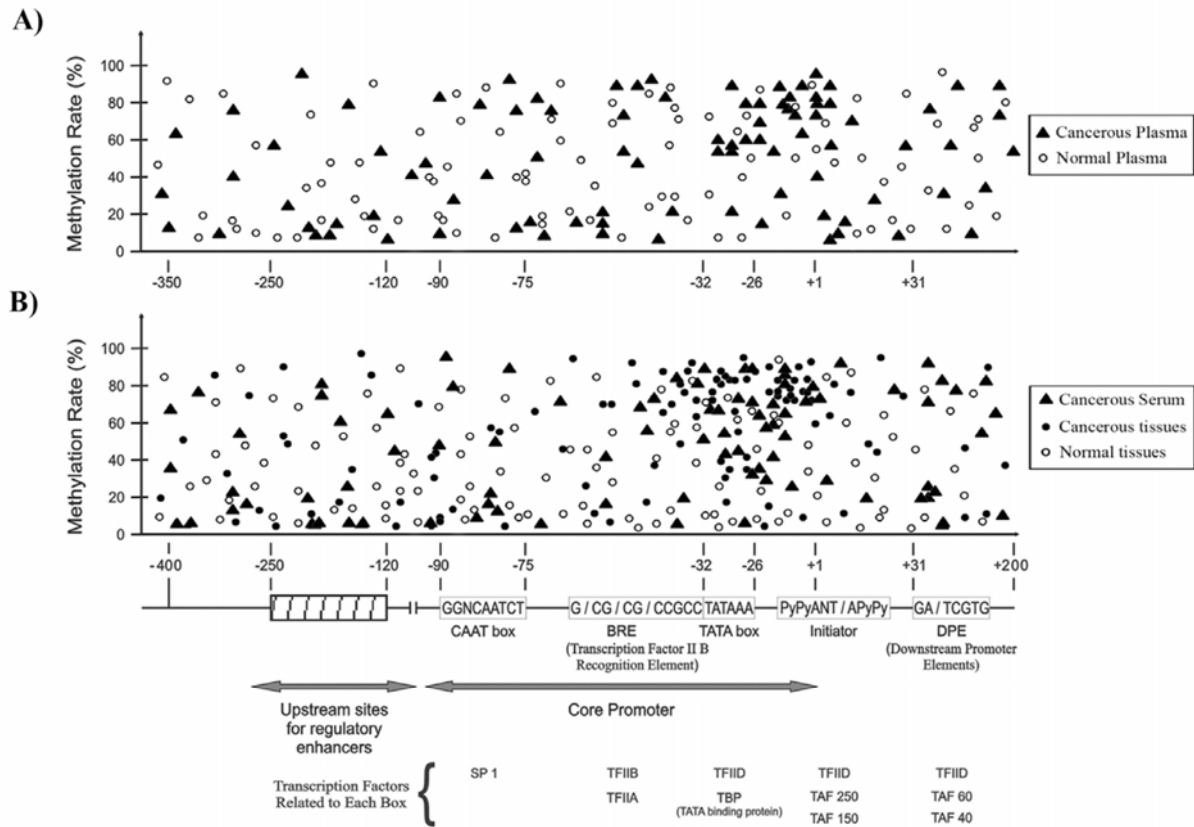 A)
Methylation Rate (%)
100
80
60
40
20
0
-350
-250
-120
-90
-75
-32
-26
+1
+31
Cancerous Plasma
Normal Plasma
B)
Methylation Rate (%)
100
80
60
40
20
0
-400
-250
-120
-90
-75
-32
-26
+1
+31
+200
Cancerous Serum
Cancerous tissues
Normal tissues
GGNCAATCT
G / CG / CG / CCGCC
TATAAA
PyPyANT / APyPy
GA / TCGTG
CAAT box
BRE
(Transcription Factor II B
Recognition Element)
TATA box
Initiator
DPE
(Downstream Promoter
Elements)
Upstream sites
for regulatory
enhancers
Core Promoter
Transcription Factors
Related to Each Box
SP 1
TFIIB
TFIIA
TFIID
TBP
(TATA binding protein)
TFIID
TAF 250
TAF 150
TFIID
TAF 60
TAF 40